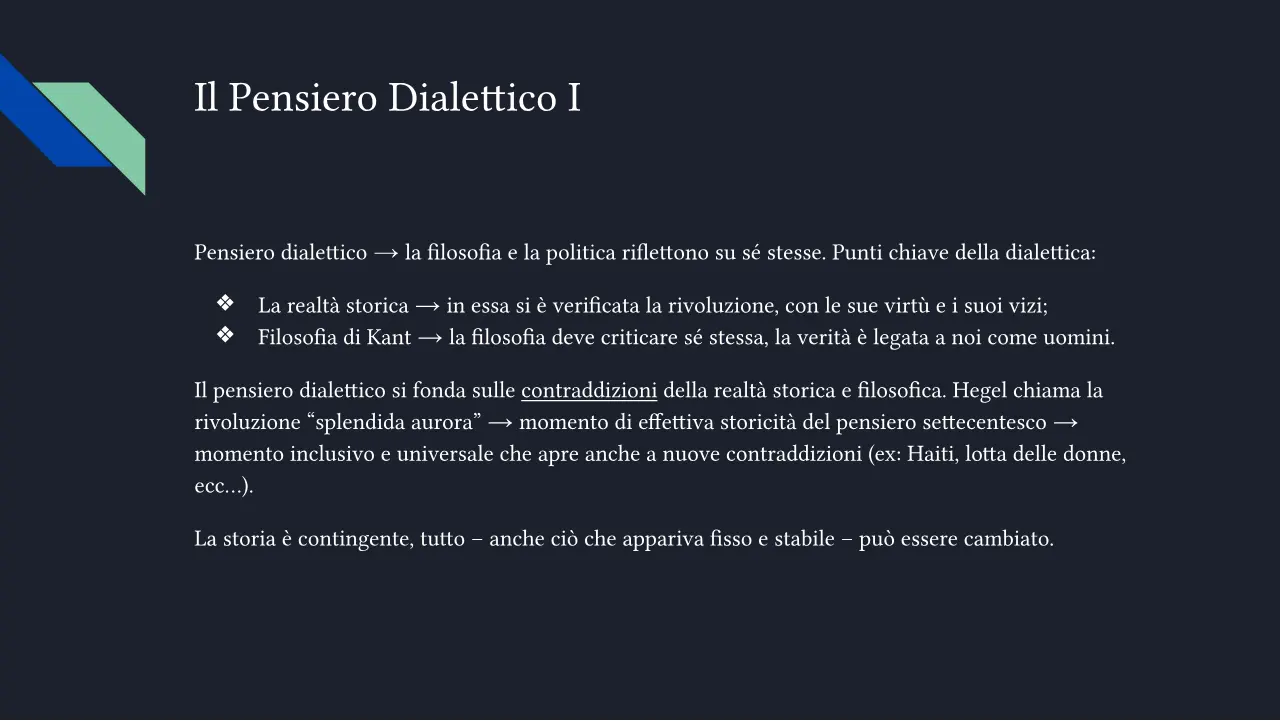 Il Pensiero Dialettico I
Pensiero dialettico → la filosofia e la politica riflettono su sé stesse. Punti chiave della dialettica:
❖ La realtà storica → in essa si è verificata la rivoluzione, con le sue virtù e i suoi vizi;
❖ Filosofia di Kant → la filosofia deve criticare sé stessa, la verità è legata a noi come uomini.
Il pensiero dialettico si fonda sulle contraddizioni della realtà storica e filosofica. Hegel chiama la
rivoluzione “splendida aurora” → momento di effettiva storicità del pensiero settecentesco →
momento inclusivo e universale che apre anche a nuove contraddizioni (ex: Haiti, lotta delle donne,
ecc…).
La storia è contingente, tutto – anche ciò che appariva fisso e stabile – può essere cambiato.